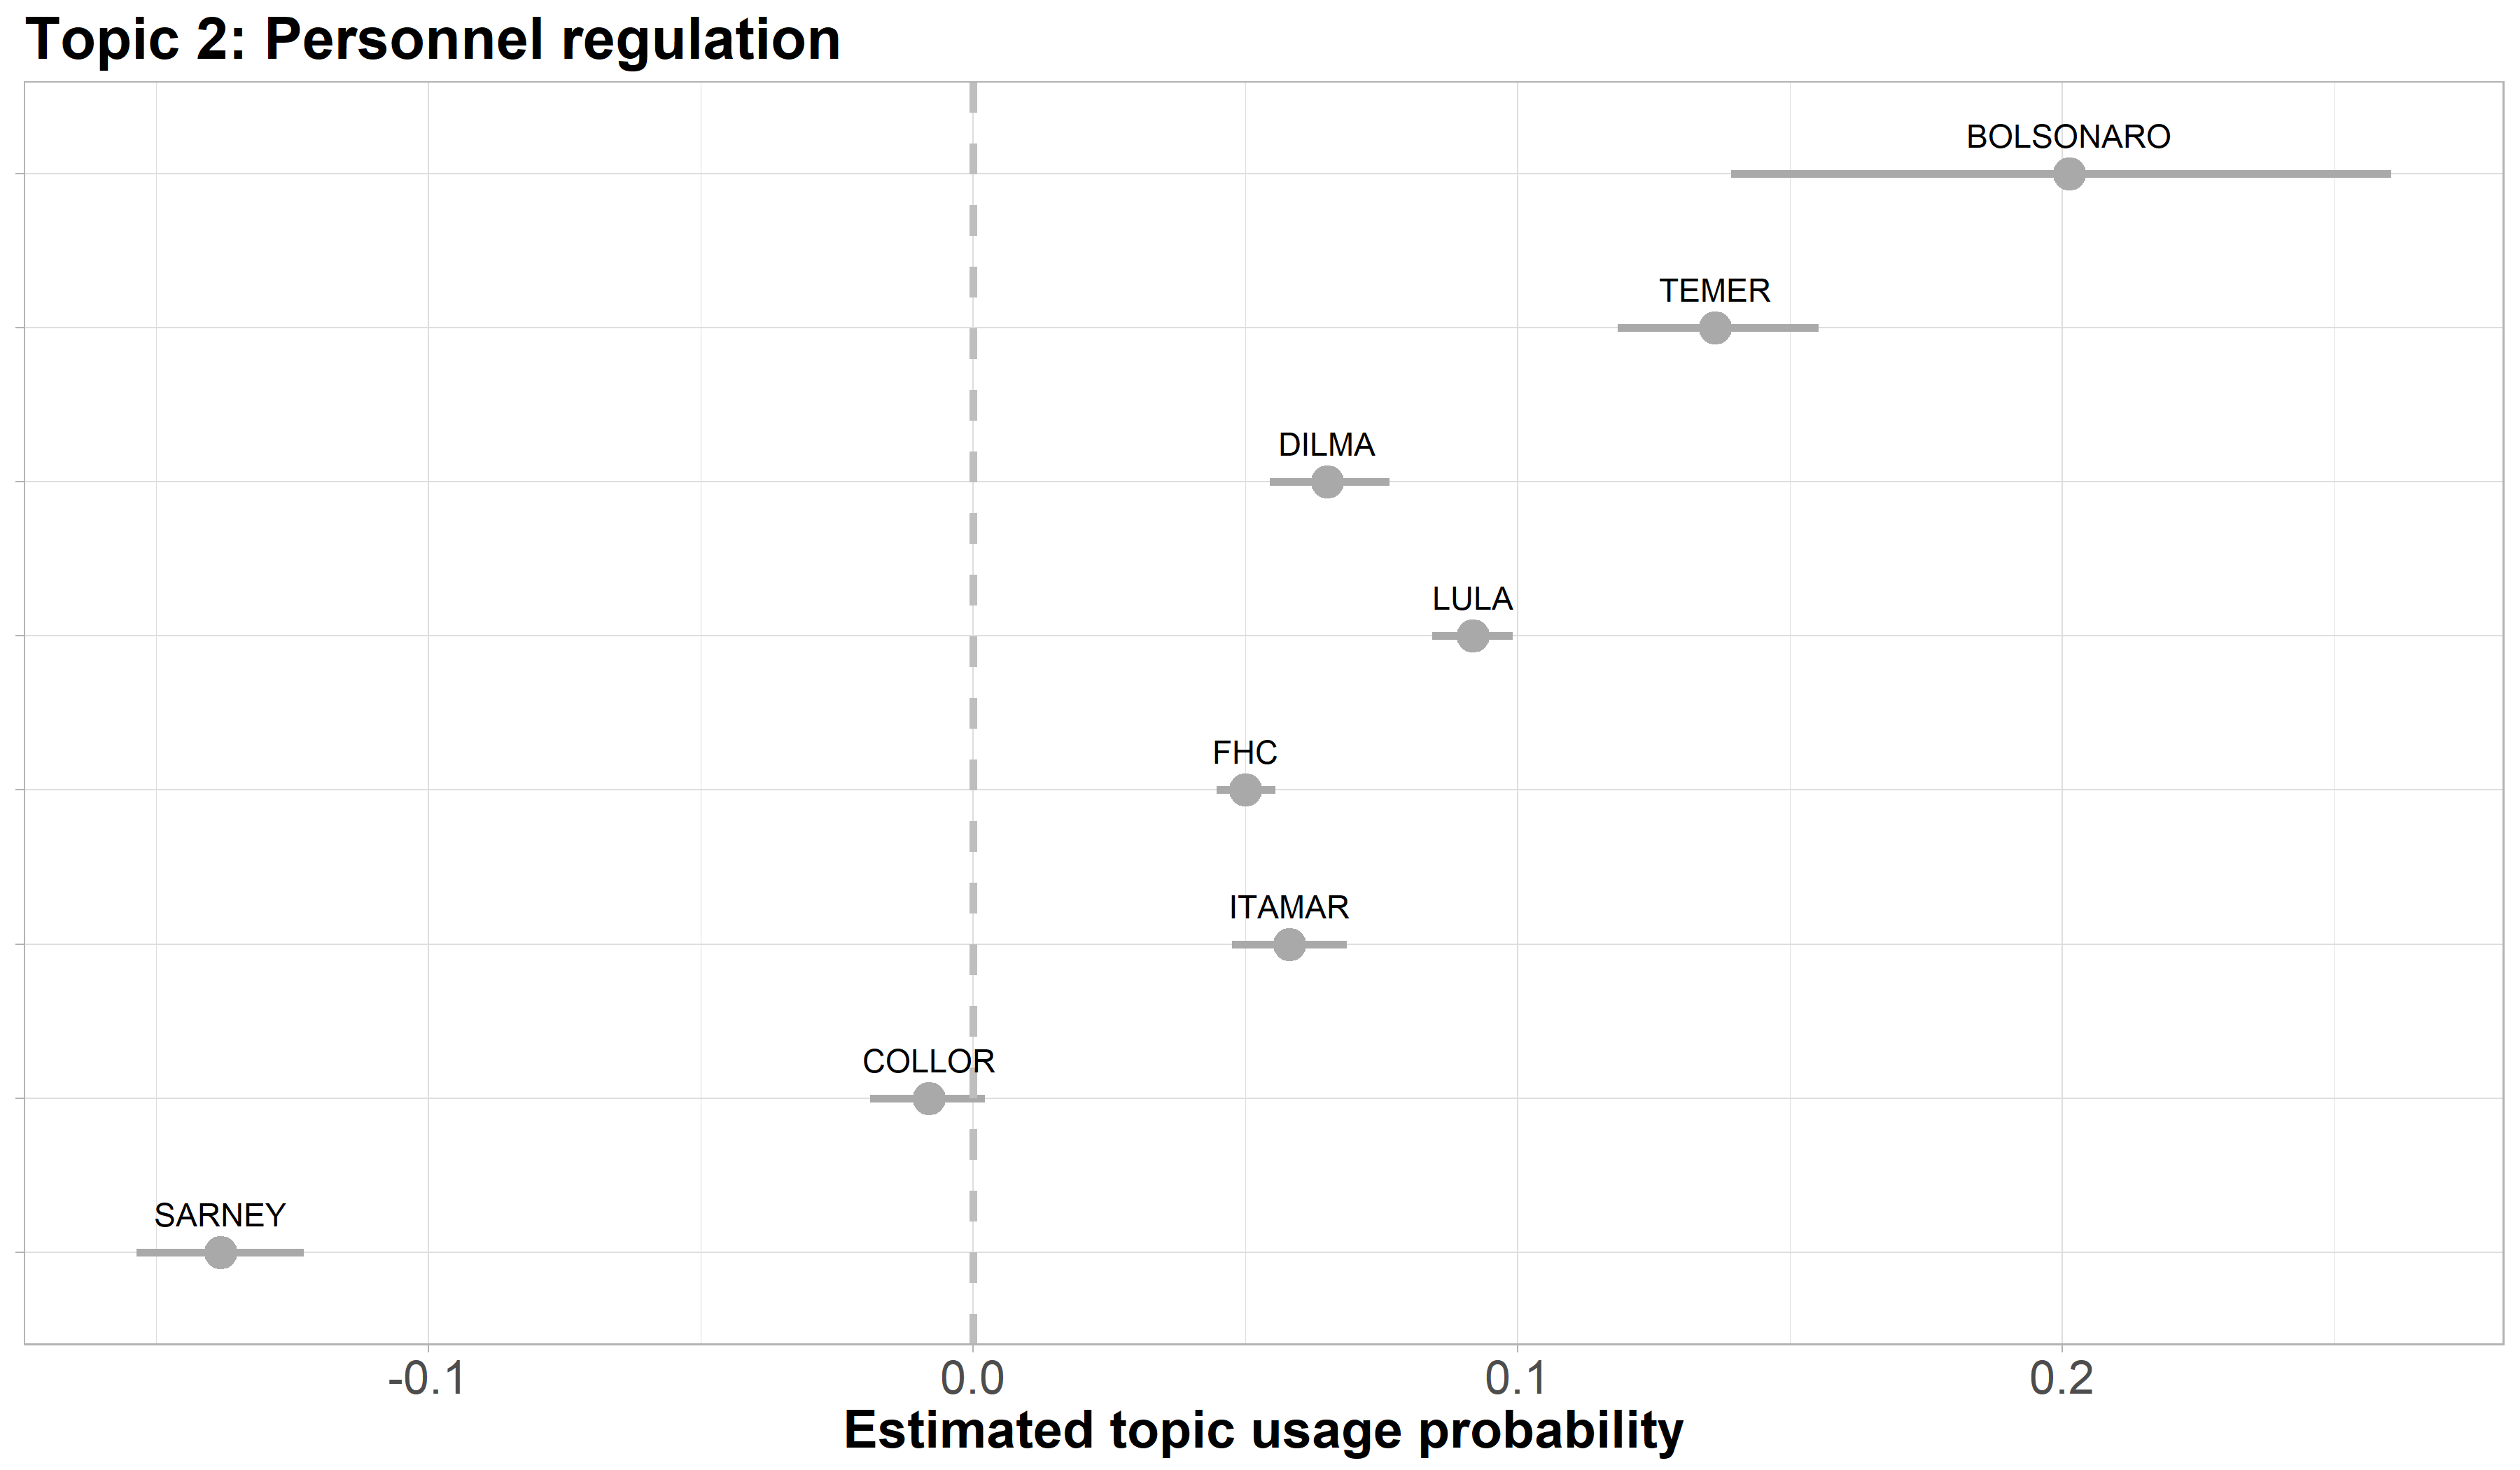 Topic 2: Personnel regulation
BOLSONARO
TEMER
DILMA
LULA
FHC
ITAMAR
COLLOR
SARNEY
-0.1 0.0 0.1 0.2
Estimated topic usage probability